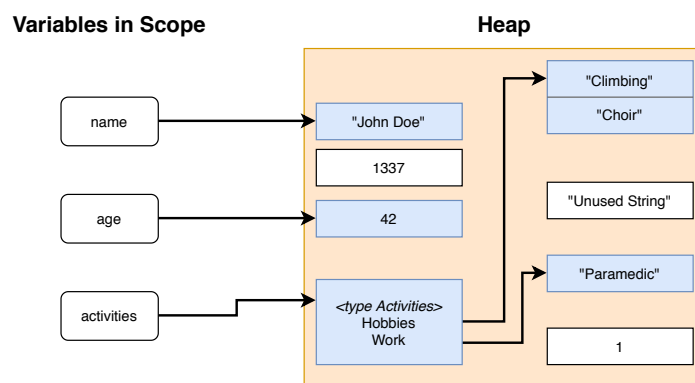 Variables in Scope
Heap
name
age
activities
"John Doe"
1337
42
<type Activities>
Hobbies
Work
"Climbing"
"Choir"
"Unused String"
"Paramedic"
1